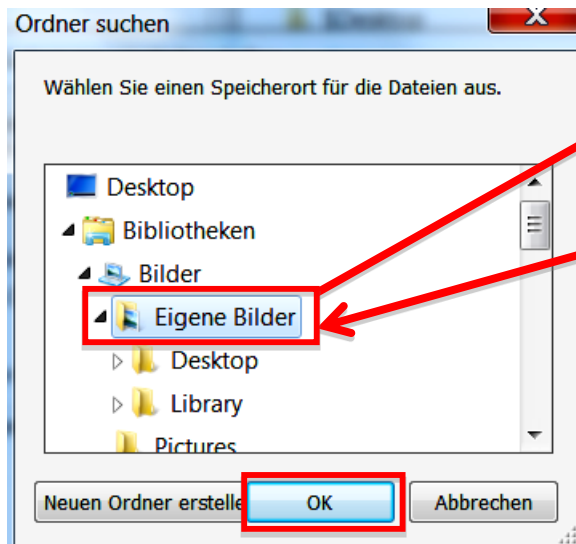 Ordner suchen
Wählen Sie einen Speicherort für die Dateien aus.
Desktop
Bibliotheken
Bilder
Eigene Bilder
Desktop
Library
Pictures
Neuen Ordner erstelle OK Abbrechen